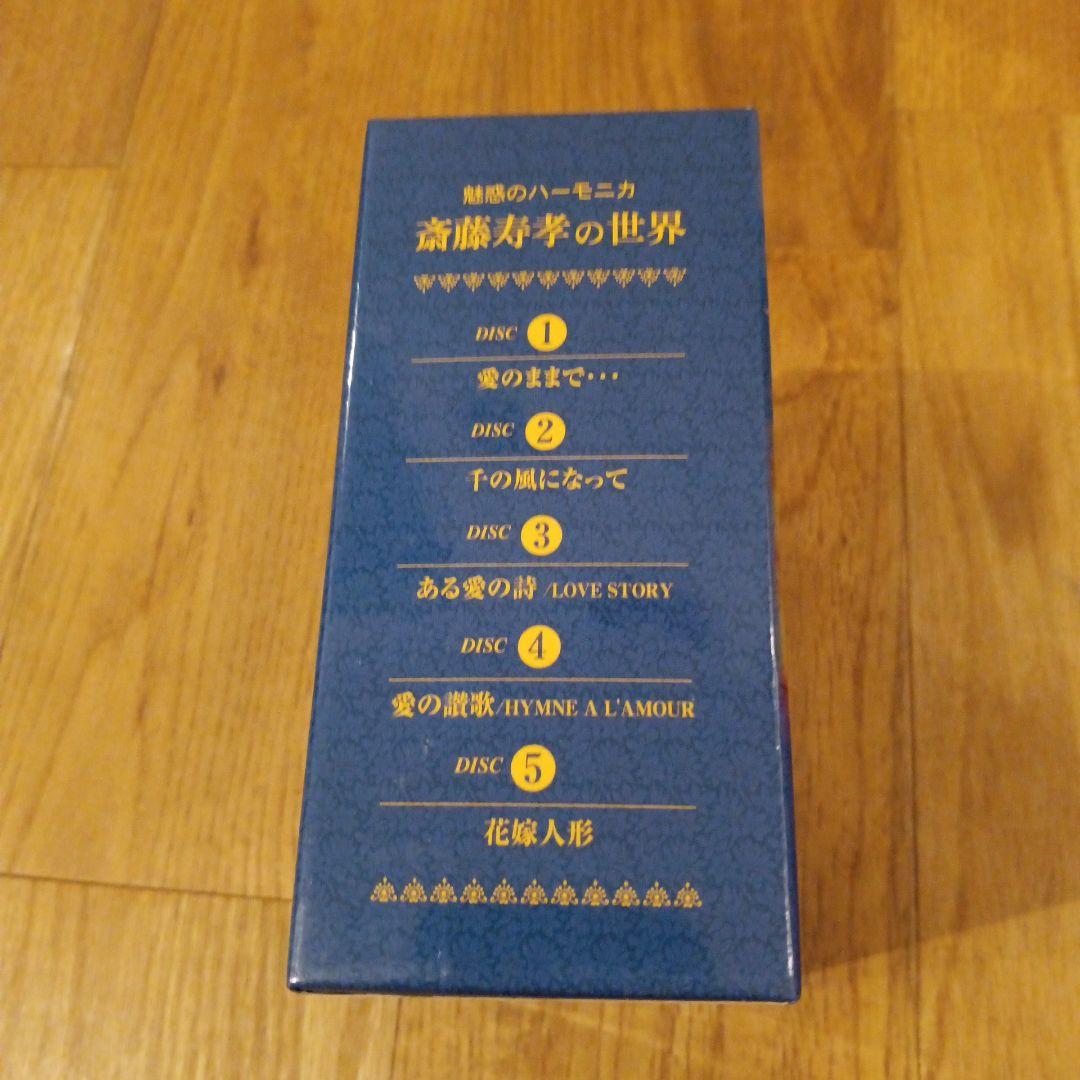 魅惑のハーモニカ
斎藤寿孝の世界
DISC 1
愛のままで・・・
DISC 2
千の風になって
DISC 3
ある愛の詩 /LOVE STORY
DISC 4
愛の讃歌/HYMNE A L'AMOUR
DISC 5
花嫁人形